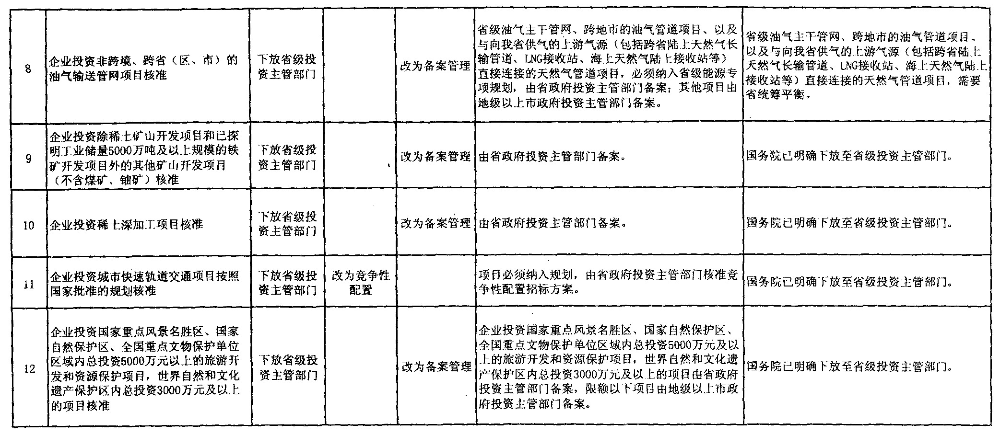 8
企业投资非跨境、跨省（区、市）的
油气输送管网项目核准
下放省级投
资主管部门
改为备案管理
省级油气主干管网、跨地市的油气管道项目、以及
与向我省供气的上游气源（包括跨省陆上天然气长
输管道、LNG接收站、海上天然气陆上接收站等）
直接连接的天然气管道项目，必须纳入省级能源专
项规划，由省政府投资主管部门备案；其他项目由
地级以上市政府投资主管部门备案。
省级油气主干管网、跨地市的油气管道项目、
以及与向我省供气的上游气源（包括跨省陆上
天然气长输管道、LNG接收站、海上天然气陆上
接收站等）直接连接的天然气管道项目，需要
省统筹平衡。
9
企业投资除稀土矿山开发项目和已探
明工业储量5000万吨及以上规模的铁
矿开发项目外的其他矿山开发项目
（不含煤矿、铀矿）核准
下放省级投
资主管部门
改为备案管理
由省政府投资主管部门备案。
国务院已明确下放至省级投资主管部门。
10
企业投资稀土深加工项目核准
下放省级投
资主管部门
改为备案管理
由省政府投资主管部门备案。
国务院已明确下放至省级投资主管部门。
11
企业投资城市快速轨道交通项目按照
国家批准的规划核准
下放省级投
资主管部门
改为竞争性
配置
项目必须纳入规划，由省政府投资主管部门核准竞
争性配置招标方案。
国务院已明确下放至省级投资主管部门。
12
企业投资国家重点风景名胜区、国家
自然保护区、全国重点文物保护单位
区域内总投资5000万元以上的旅游开
发和资源保护项目，世界自然和文化
遗产保护区内总投资3000万元及以上
的项目核准
下放省级投
资主管部门
改为备案管理
企业投资国家重点风景名胜区、国家自然保护区、
全国重点文物保护单位区域内总投资5000万元及以
上的旅游开发和资源保护项目，世界自然和文化遗
产保护区内总投资3000万元及以上的项目由省政府
投资主管部门备案，限额以下项目由地级以上市政
府投资主管部门备案。
国务院已明确下放至省级投资主管部门。